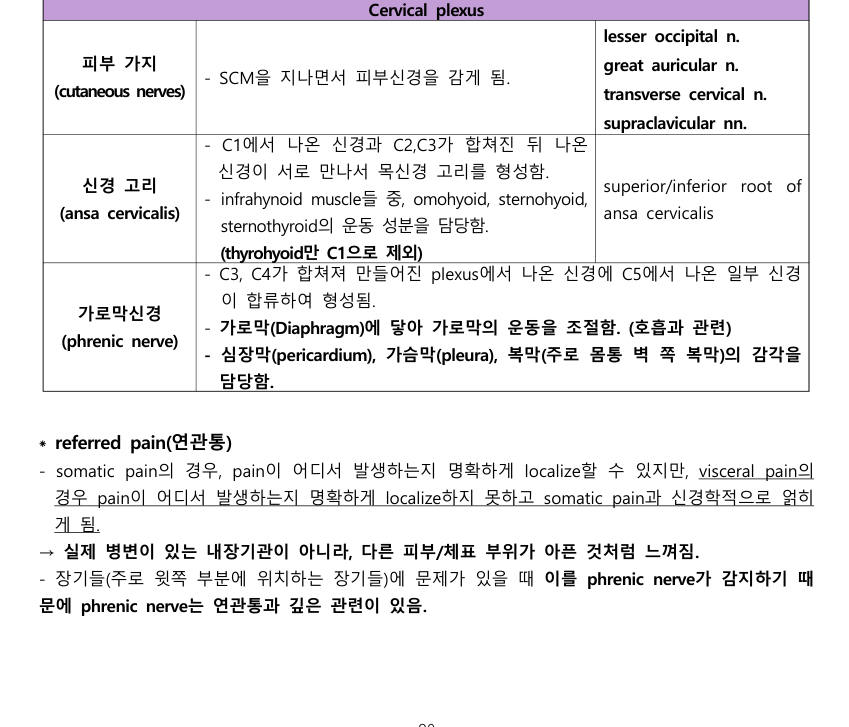 Cervical plexus
피부 가지
(cutaneous nerves)
- SCM을 지나면서 피부신경을 감게 됨.
lesser occipital n.
great auricular n.
transverse cervical n.
supraclavicular nn.
신경 고리
(ansa cervicalis)
- C1에서 나온 신경과 C2,C3가 합쳐진 뒤 나온
신경이 서로 만나서 목신경 고리를 형성함.
- infrahynoid muscle들 중, omohyoid, sternohyoid,
sternothyroid의 운동 성분을 담당함.
(thyrohyoid만 C1으로 제외)
superior/inferior root of
ansa cervicalis
가로막신경
(phrenic nerve)
- C3, C4가 합쳐져 만들어진 plexus에서 나온 신경에 C5에서 나온 일부 신경
이 합류하여 형성됨.
- 가로막(Diaphragm)에 닿아 가로막의 운동을 조절함. (호흡과 관련)
- 심장막(pericardium), 가슴막(pleura), 복막(주로 몸통 벽 쪽 복막)의 감각을
담당함.
* referred pain(연관통)
- somatic pain의 경우, pain이 어디서 발생하는지 명확하게 localize할 수 있지만, visceral pain의
경우 pain이 어디서 발생하는지 명확하게 localize하지 못하고 somatic pain과 신경학적으로 얽히
게 됨.
→ 실제 병변이 있는 내장기관이 아니라, 다른 피부/체표 부위가 아픈 것처럼 느껴짐.
- 장기들(주로 윗쪽 부분에 위치하는 장기들)에 문제가 있을 때 이를 phrenic nerve가 감지하기 때
문에 phrenic nerve는 연관통과 깊은 관련이 있음.